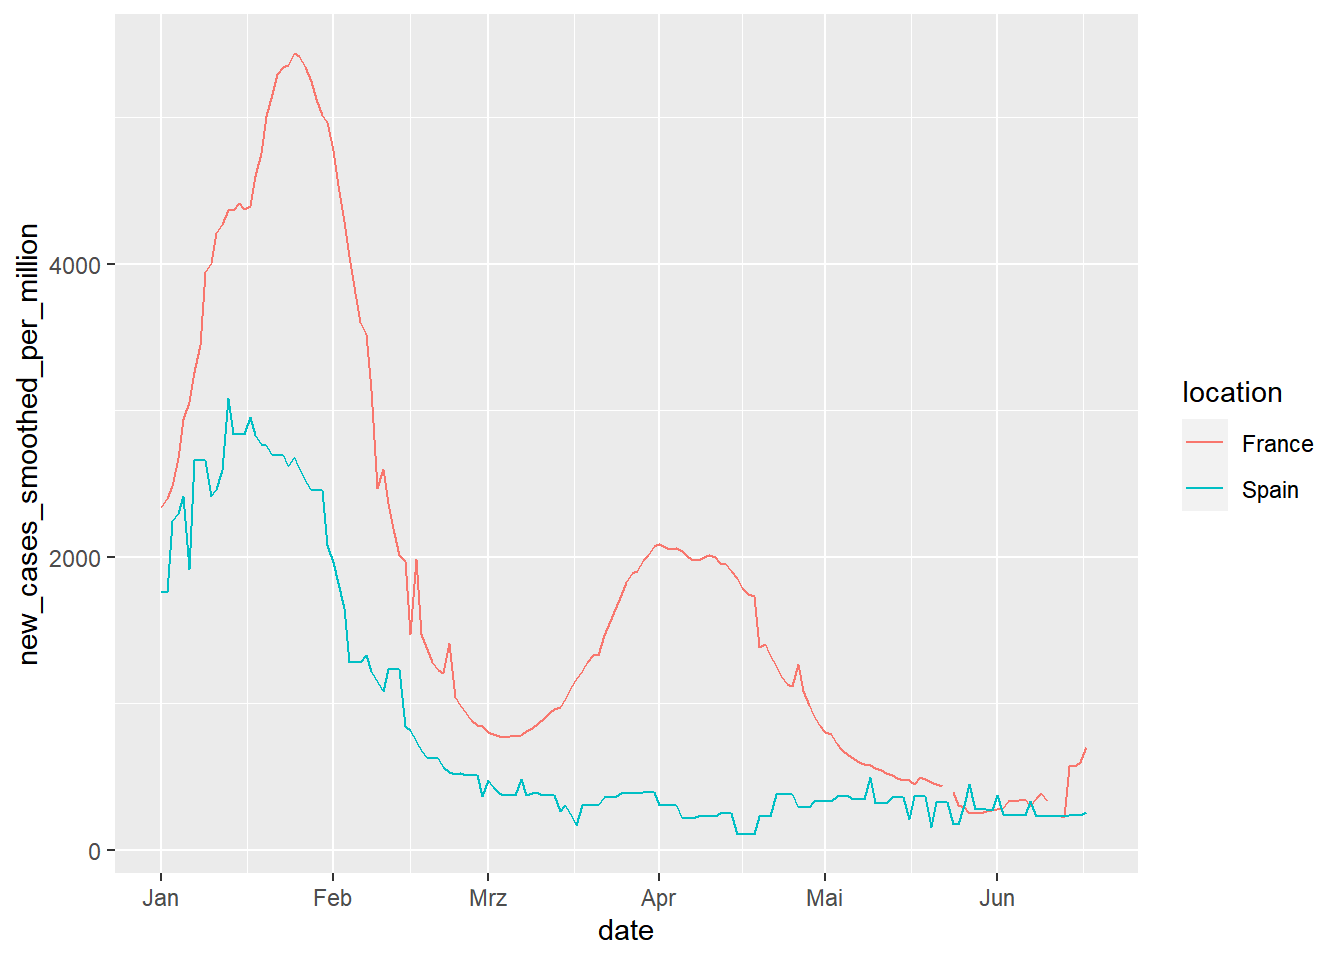 new_cases_smoothed_per_million
4000
2000
0
Jan Feb Mrz Apr Mai Jun
date
location
France
Spain